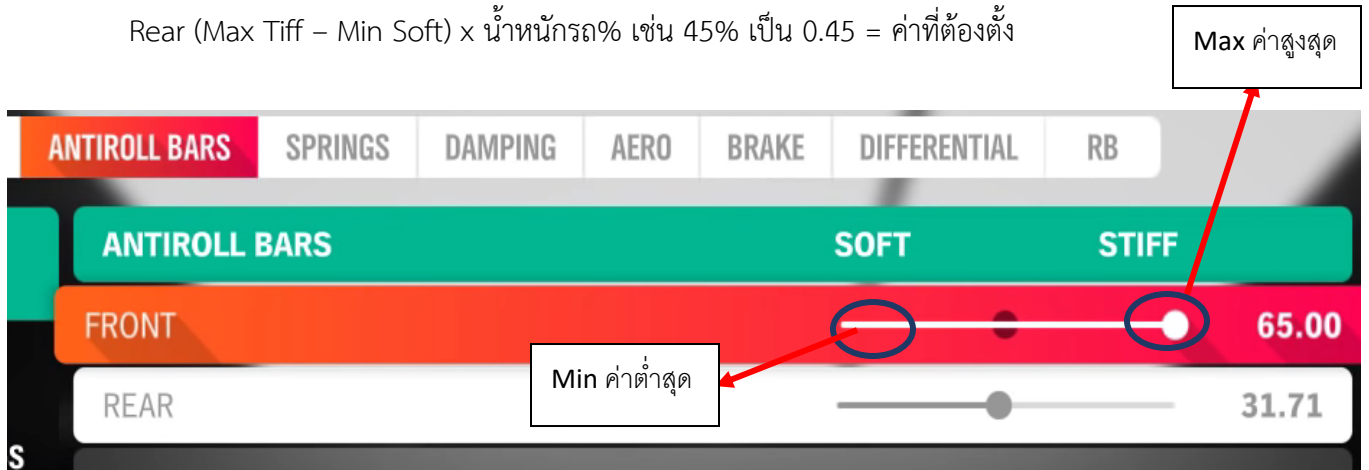 Rear (Max Tiff – Min Soft) x น้ำหนักรถ% เช่น 45% เป็น 0.45 = ค่าที่ต้องตั้ง
Max ค่าสูงสุด
ANTIROLL BARS SPRINGS DAMPING AERO BRAKE DIFFERENTIAL RB
ANTIROLL BARS SOFT STIFF
FRONT 65.00
Min ค่าต่ำสุด
REAR 31.71
S